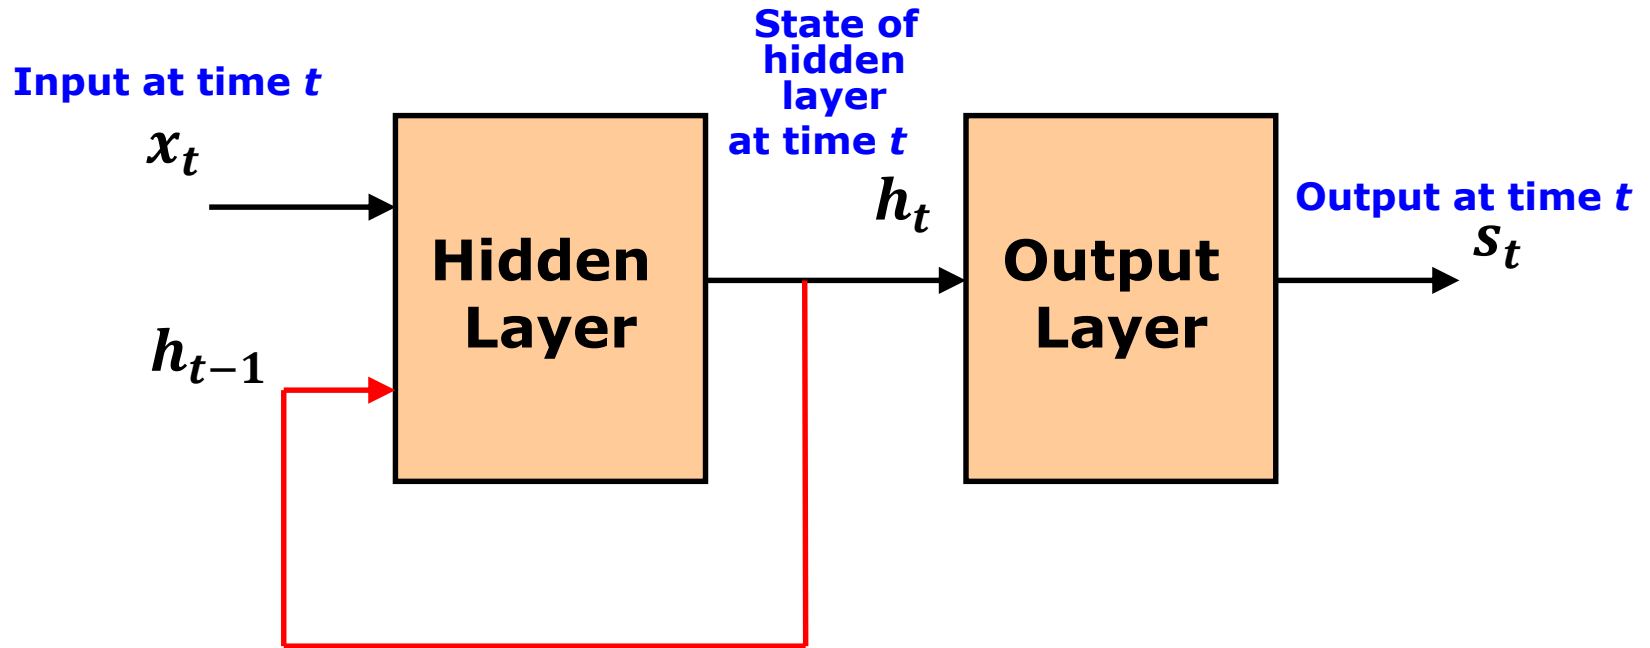 Input at time t
x_t
h_{t-1}
Hidden
Layer
State of
hidden
layer
at time t
h_t
Output
Layer
Output at time t
s_t